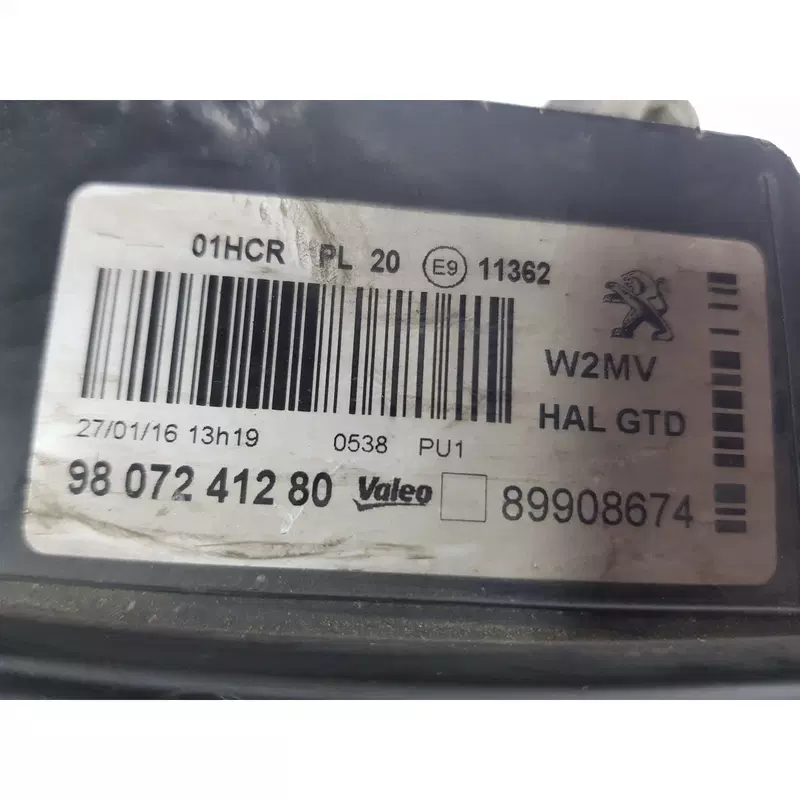 01HCR PL 20 E9 11362
W2MV
HAL GTD
27/01/16 13h19 0538 PU1
98 072 412 80 Valeo 89908674